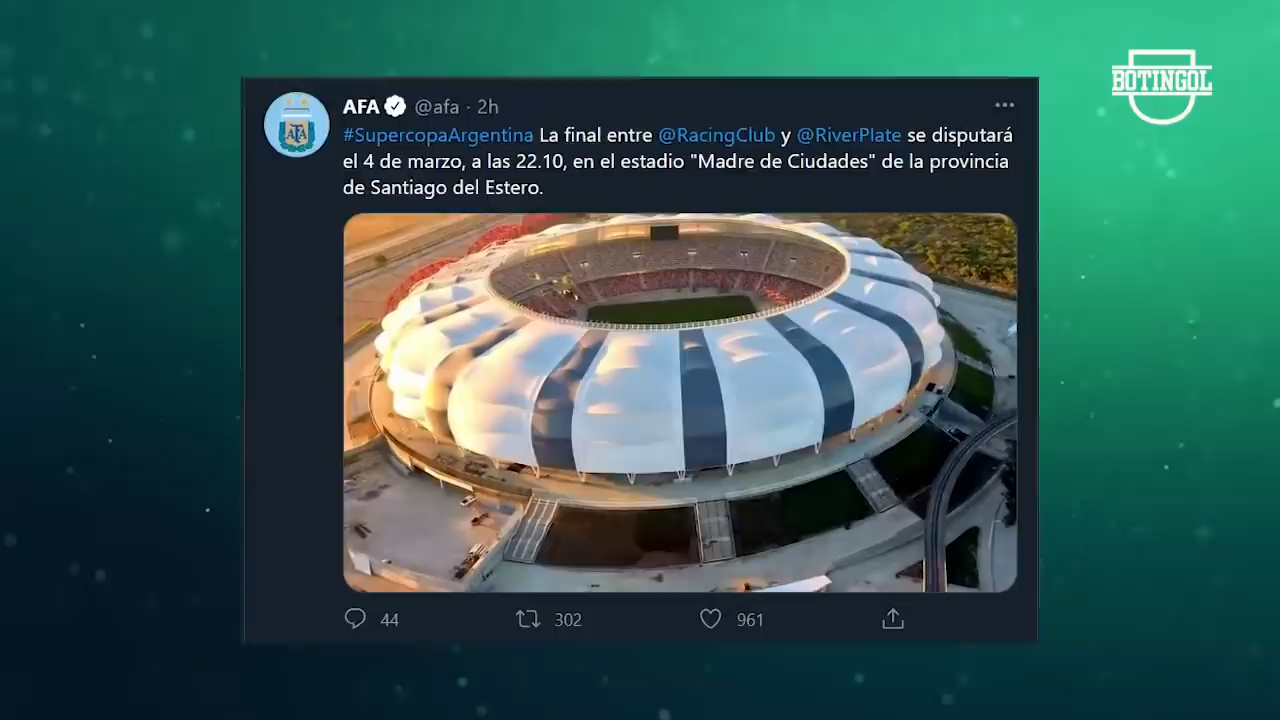 BOTINGOL
AFA @afa · 2h
#SupercopaArgentina La final entre @RacingClub y @RiverPlate se disputará
el 4 de marzo, a las 22.10, en el estadio "Madre de Ciudades" de la provincia
de Santiago del Estero.
44 302 961